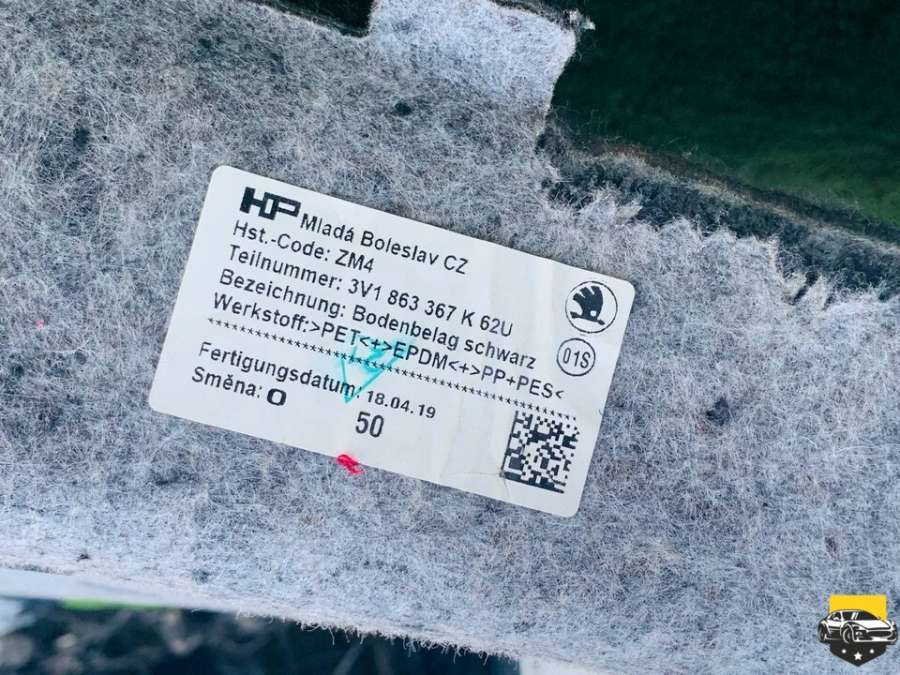 HP Mladá Boleslav CZ
Hst.-Code: ZM4
Teilnummer: 3V1 863 367 K 62U
Bezeichnung: Bodenbelag schwarz
Werkstoff:>PET<+>EPDM<+>PP+PES<
01S
Fertigungsdatum: 18.04.19
Směna: O
50